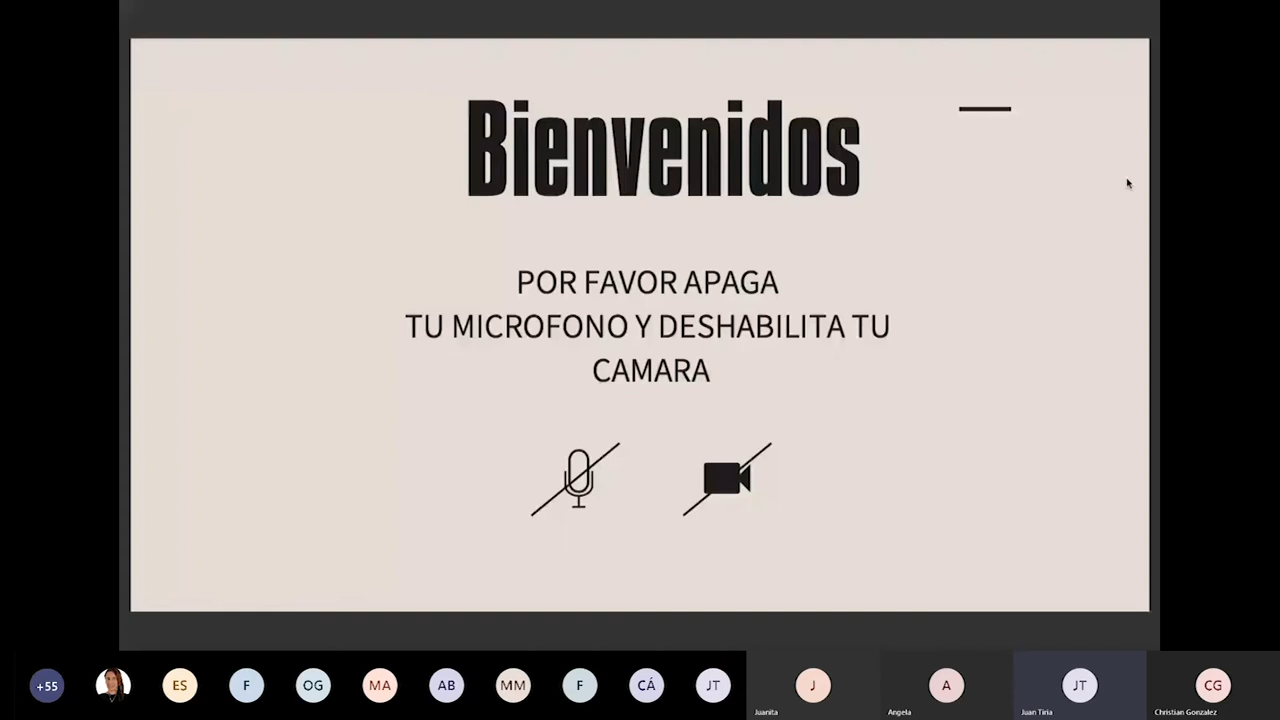 Bienvenidos
POR FAVOR APAGA
TU MICROFONO Y DESHABILITA TU
CAMARA
+55
ES
F
OG
MA
AB
MM
F
CÁ
JT
J
A
JT
CG
Juanita
Angela
Juan Tiria
Christian Gonzalez